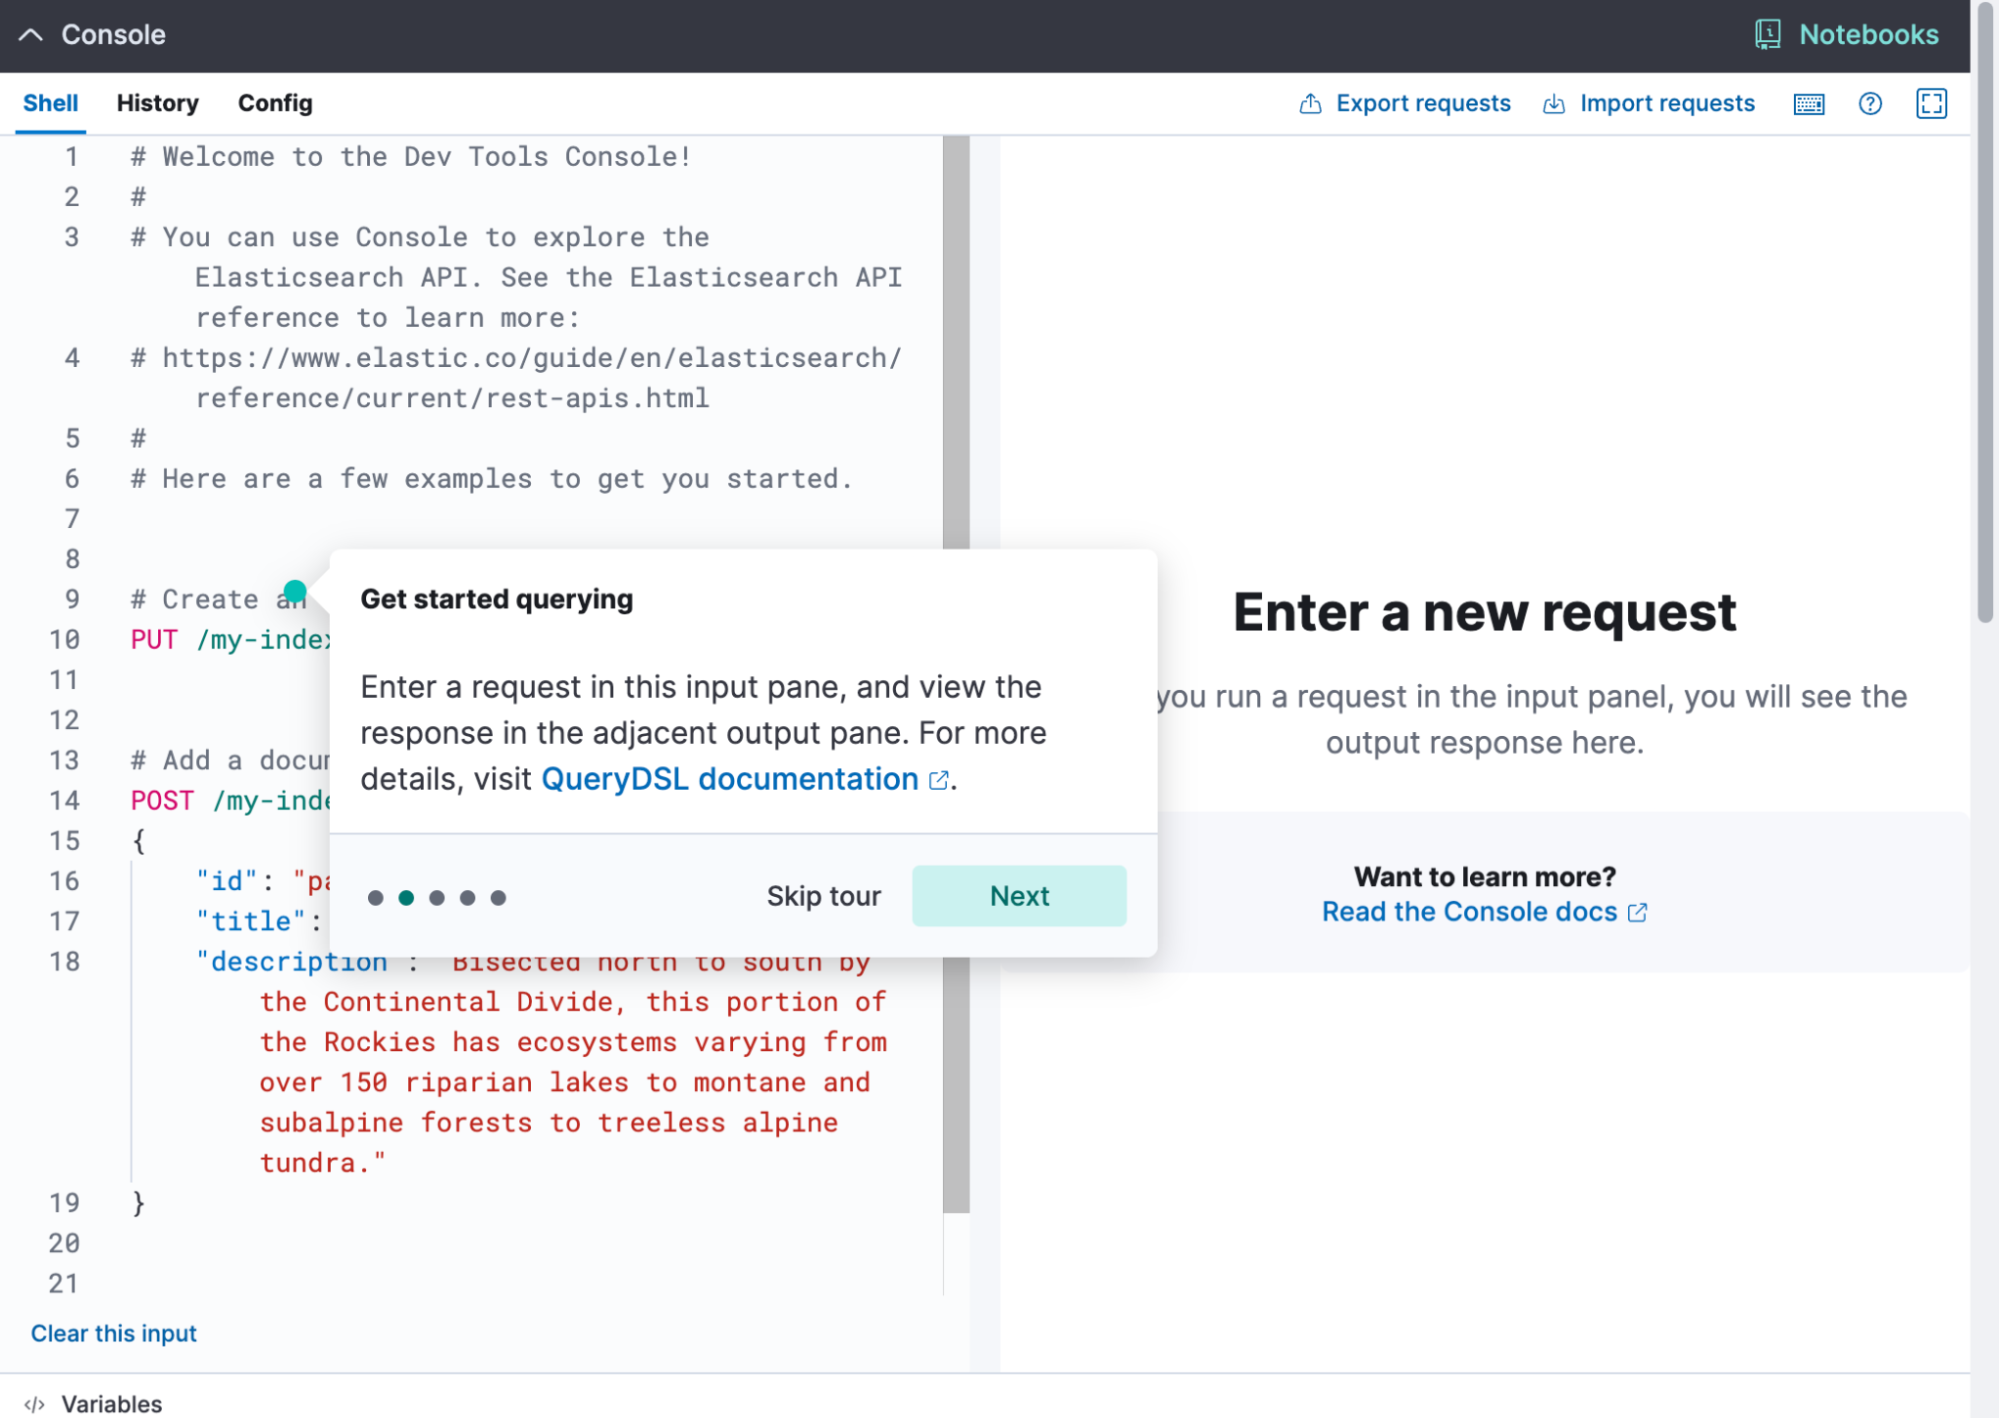 Console
Notebooks
Shell History Config
Export requests Import requests
1 # Welcome to the Dev Tools Console!
2 #
3 # You can use Console to explore the
Elasticsearch API. See the Elasticsearch API
reference to learn more:
4 # https://www.elastic.co/guide/en/elasticsearch/
reference/current/rest-apis.html
5 #
6 # Here are a few examples to get you started.
7
8
9 # Create an
10 PUT /my-index
11
12
13 # Add a docum
14 POST /my-inde
15 {
16 "id": "pa
17 "title":
18 "description": "Bisected north to south by
the Continental Divide, this portion of
the Rockies has ecosystems varying from
over 150 riparian lakes to montane and
subalpine forests to treeless alpine
tundra."
19 }
20
21
Clear this input
</> Variables
Get started querying
Enter a request in this input pane, and view the
response in the adjacent output pane. For more
details, visit QueryDSL documentation.
Skip tour Next
Enter a new request
you run a request in the input panel, you will see the
output response here.
Want to learn more?
Read the Console docs